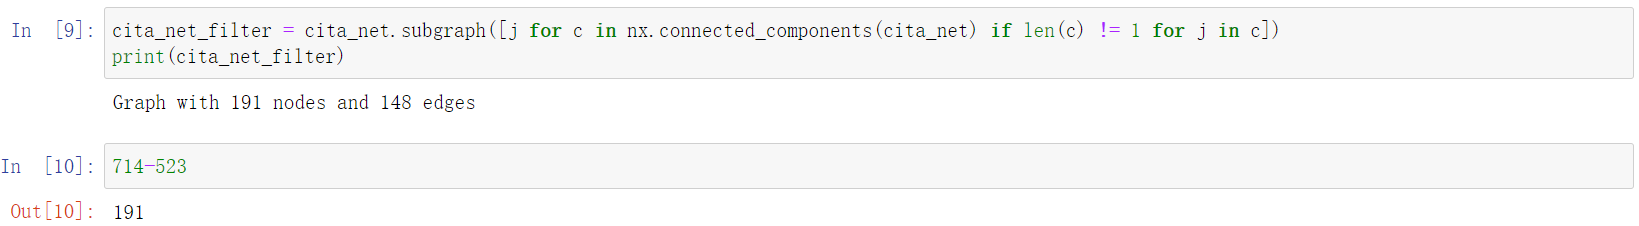 In [9]: cita_net_filter = cita_net.subgraph([j for c in nx.connected_components(cita_net) if len(c) != 1 for j in c])
print(cita_net_filter)
Graph with 191 nodes and 148 edges
In [10]: 714-523
Out[10]: 191